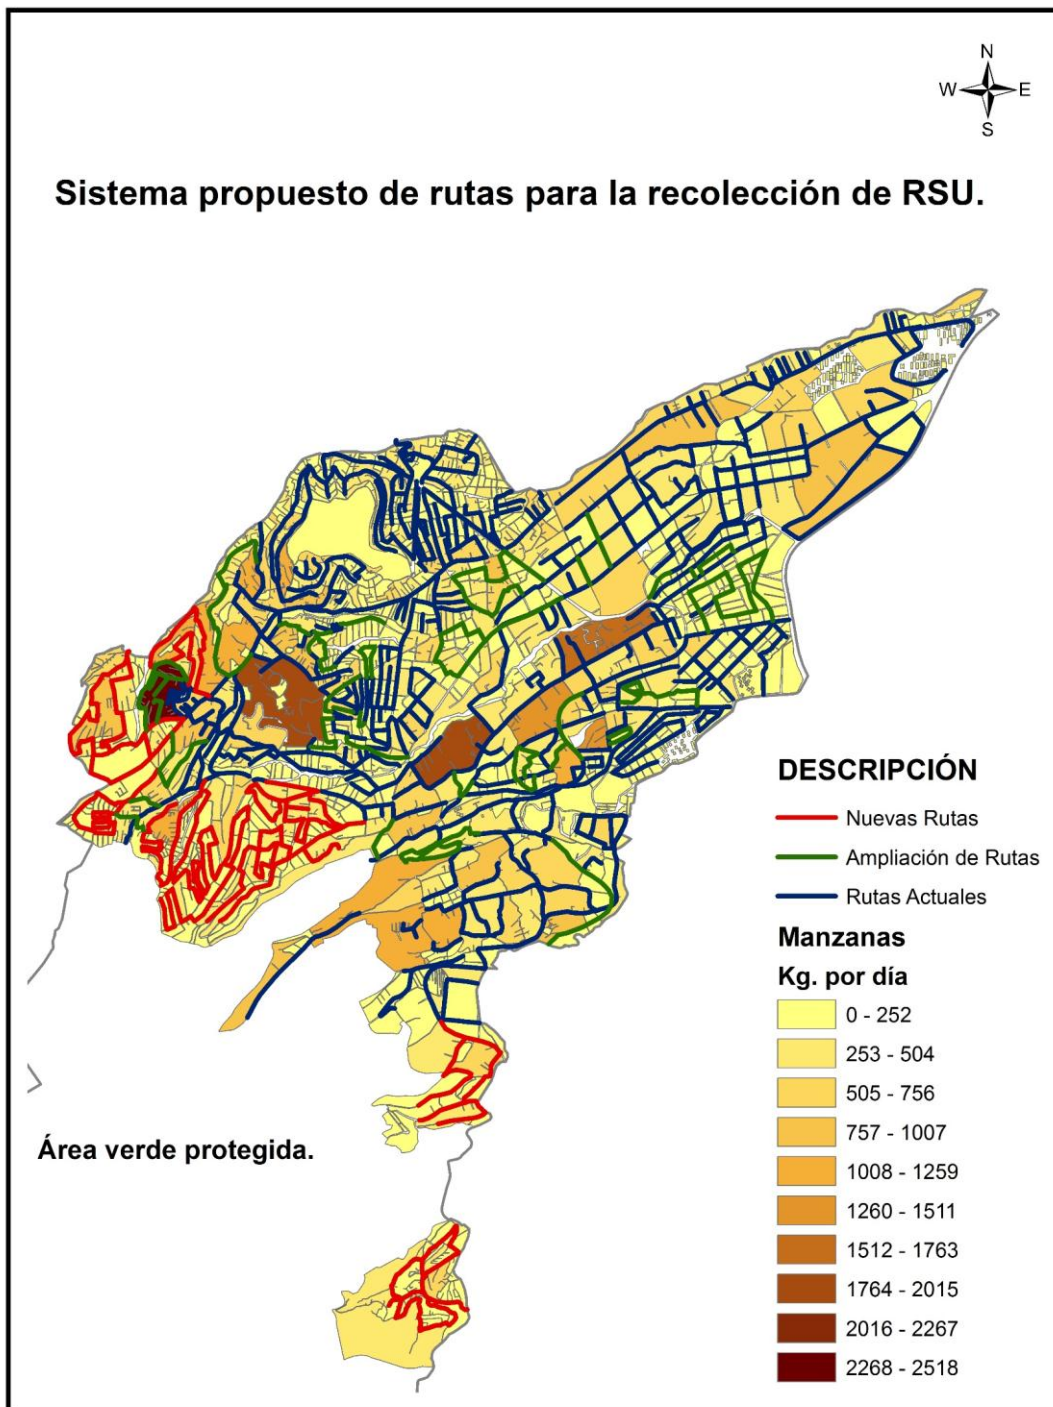 N
W E
S
Sistema propuesto de rutas para la recolección de RSU.
DESCRIPCIÓN
Nuevas Rutas
Ampliación de Rutas
Rutas Actuales
Manzanas
Kg. por día
0 - 252
253 - 504
505 - 756
757 - 1007
1008 - 1259
1260 - 1511
1512 - 1763
1764 - 2015
2016 - 2267
2268 - 2518
Área verde protegida.